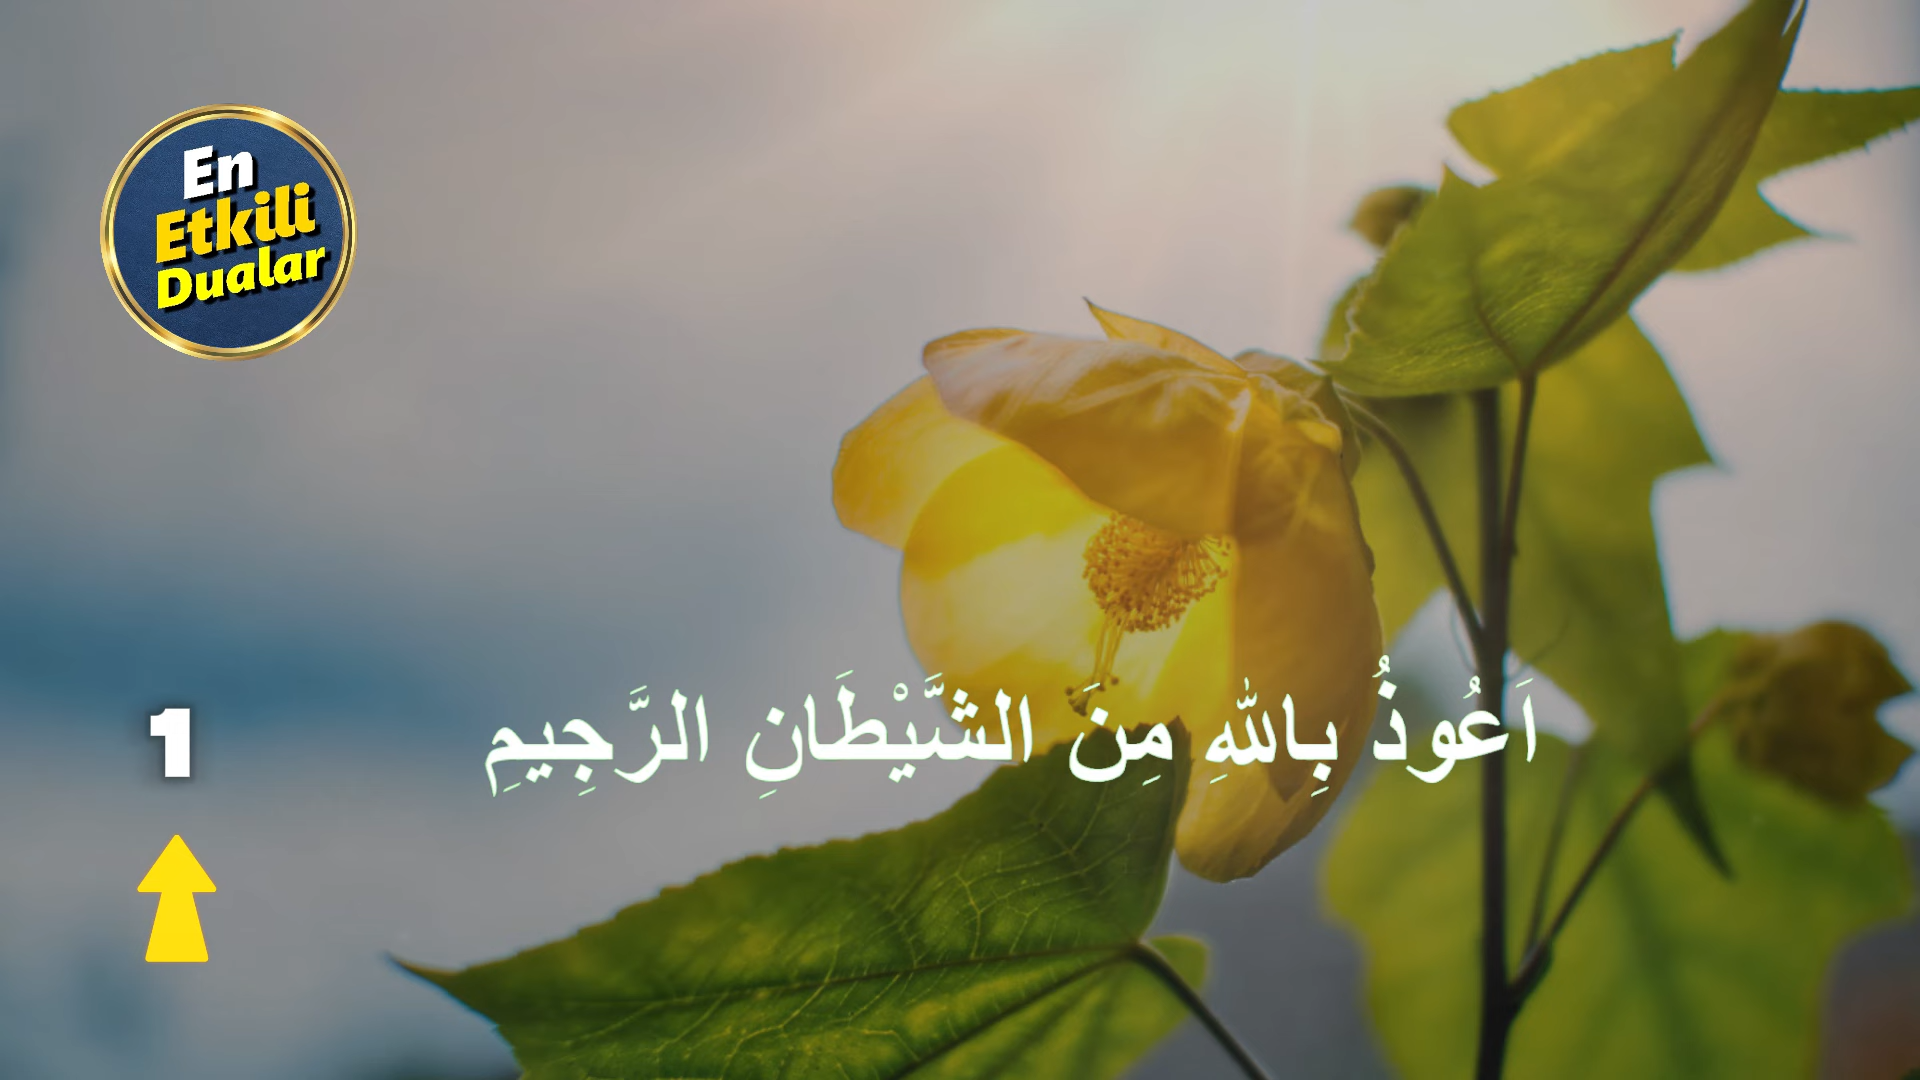 En
Etkili
Dualar
اَعُوذُ بِاللّٰهِ مِنَ الشَّيْطَانِ الرَّجِيمِ
1